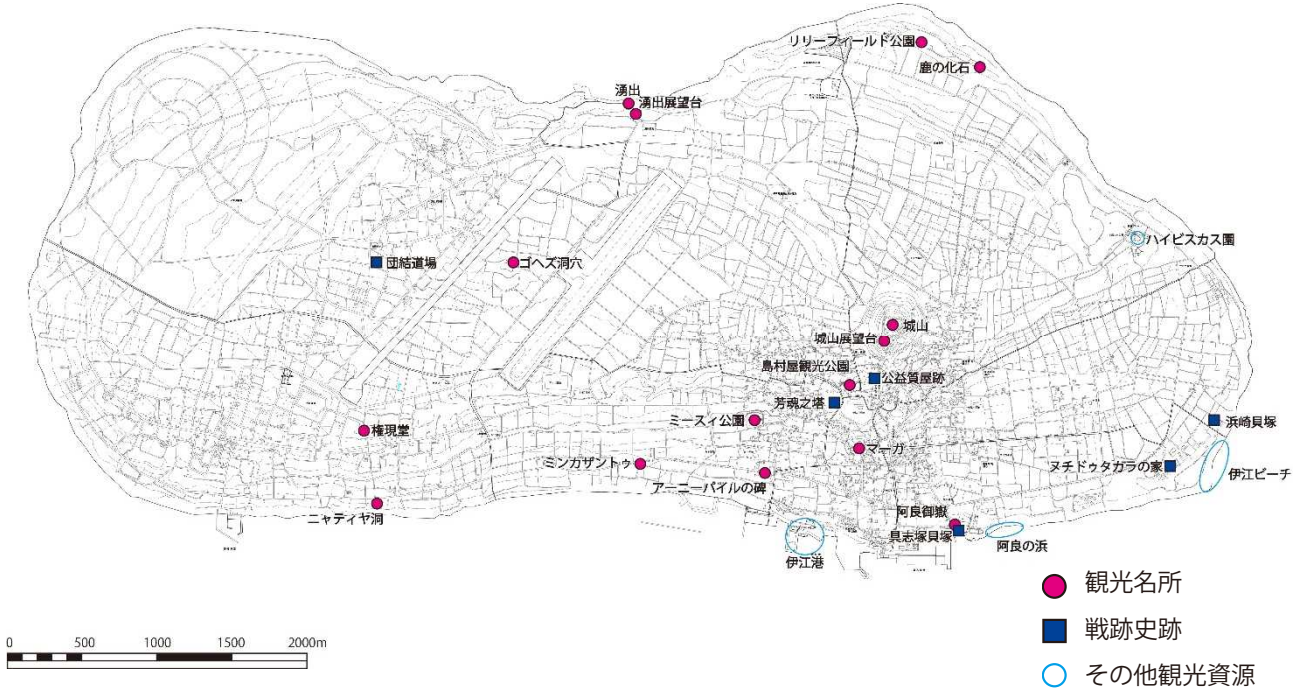 リリーフィールド公園
鹿の化石
湧出
湧出展望台
ハイビスカス園
団結道場
ゴヘズ洞穴
城山
城山展望台
島村屋観光公園
公益質屋跡
芳魂之塔
ミースィ公園
浜崎貝塚
権現堂
マーガ
ミンカザントゥ
ヌチドゥタカラの家
アーニーパイルの碑
伊江ビーチ
ニャティヤ洞
阿良御嶽
具志塚貝塚
阿良の浜
伊江港
観光名所
戦跡史跡
その他観光資源
0 500 1000 1500 2000m